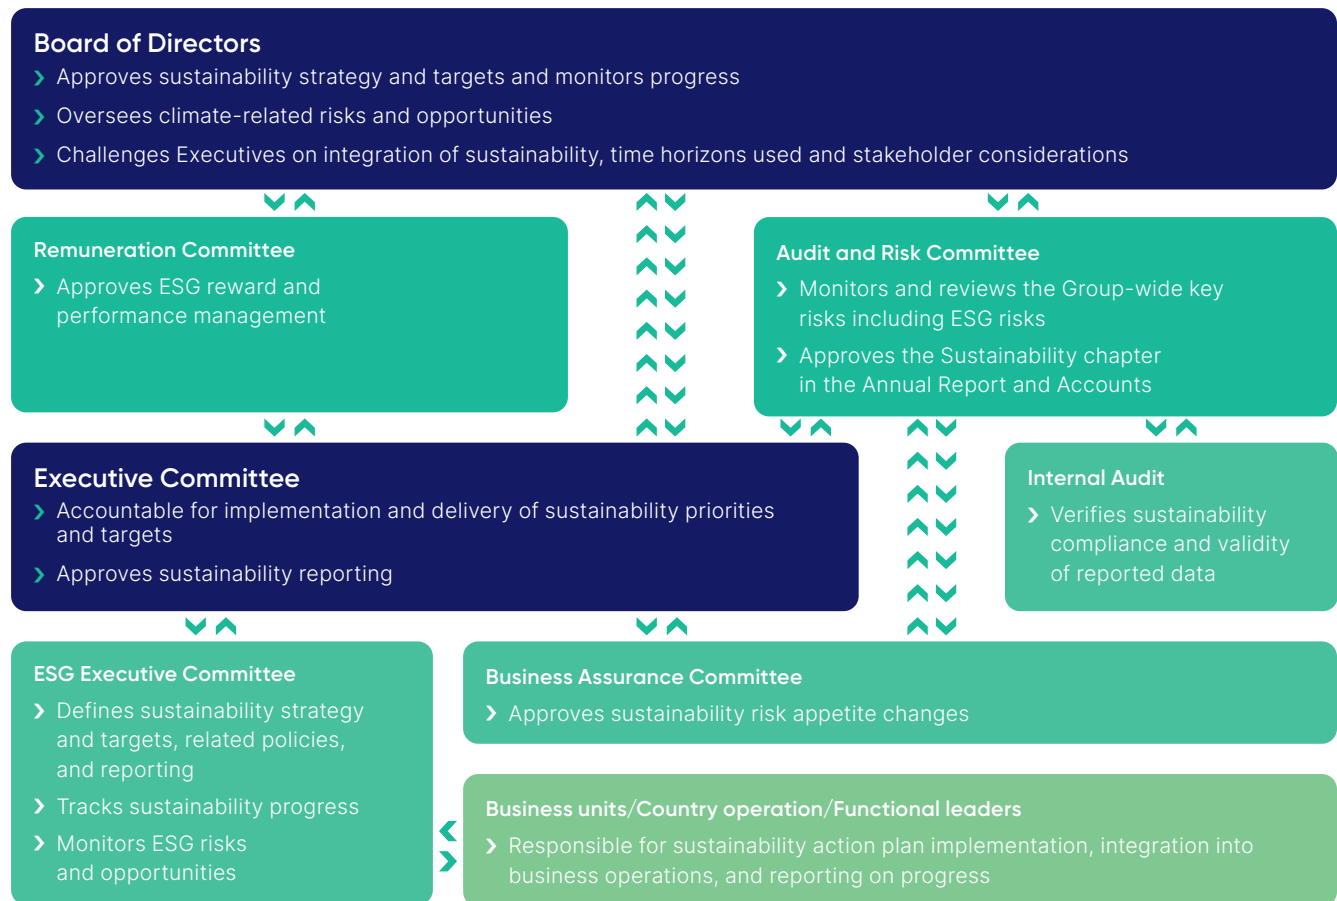 Board of Directors
Approves sustainability strategy and targets and monitors progress
Oversees climate-related risks and opportunities
Challenges Executives on integration of sustainability, time horizons used and stakeholder considerations
Remuneration Committee
Approves ESG reward and
performance management
Audit and Risk Committee
Monitors and reviews the Group-wide key
risks including ESG risks
Approves the Sustainability chapter
in the Annual Report and Accounts
Executive Committee
Accountable for implementation and delivery of sustainability priorities
and targets
Approves sustainability reporting
Internal Audit
Verifies sustainability
compliance and validity
of reported data
ESG Executive Committee
Defines sustainability strategy
and targets, related policies,
and reporting
Tracks sustainability progress
Monitors ESG risks
and opportunities
Business Assurance Committee
Approves sustainability risk appetite changes
Business units/Country operation/Functional leaders
Responsible for sustainability action plan implementation, integration into
business operations, and reporting on progress